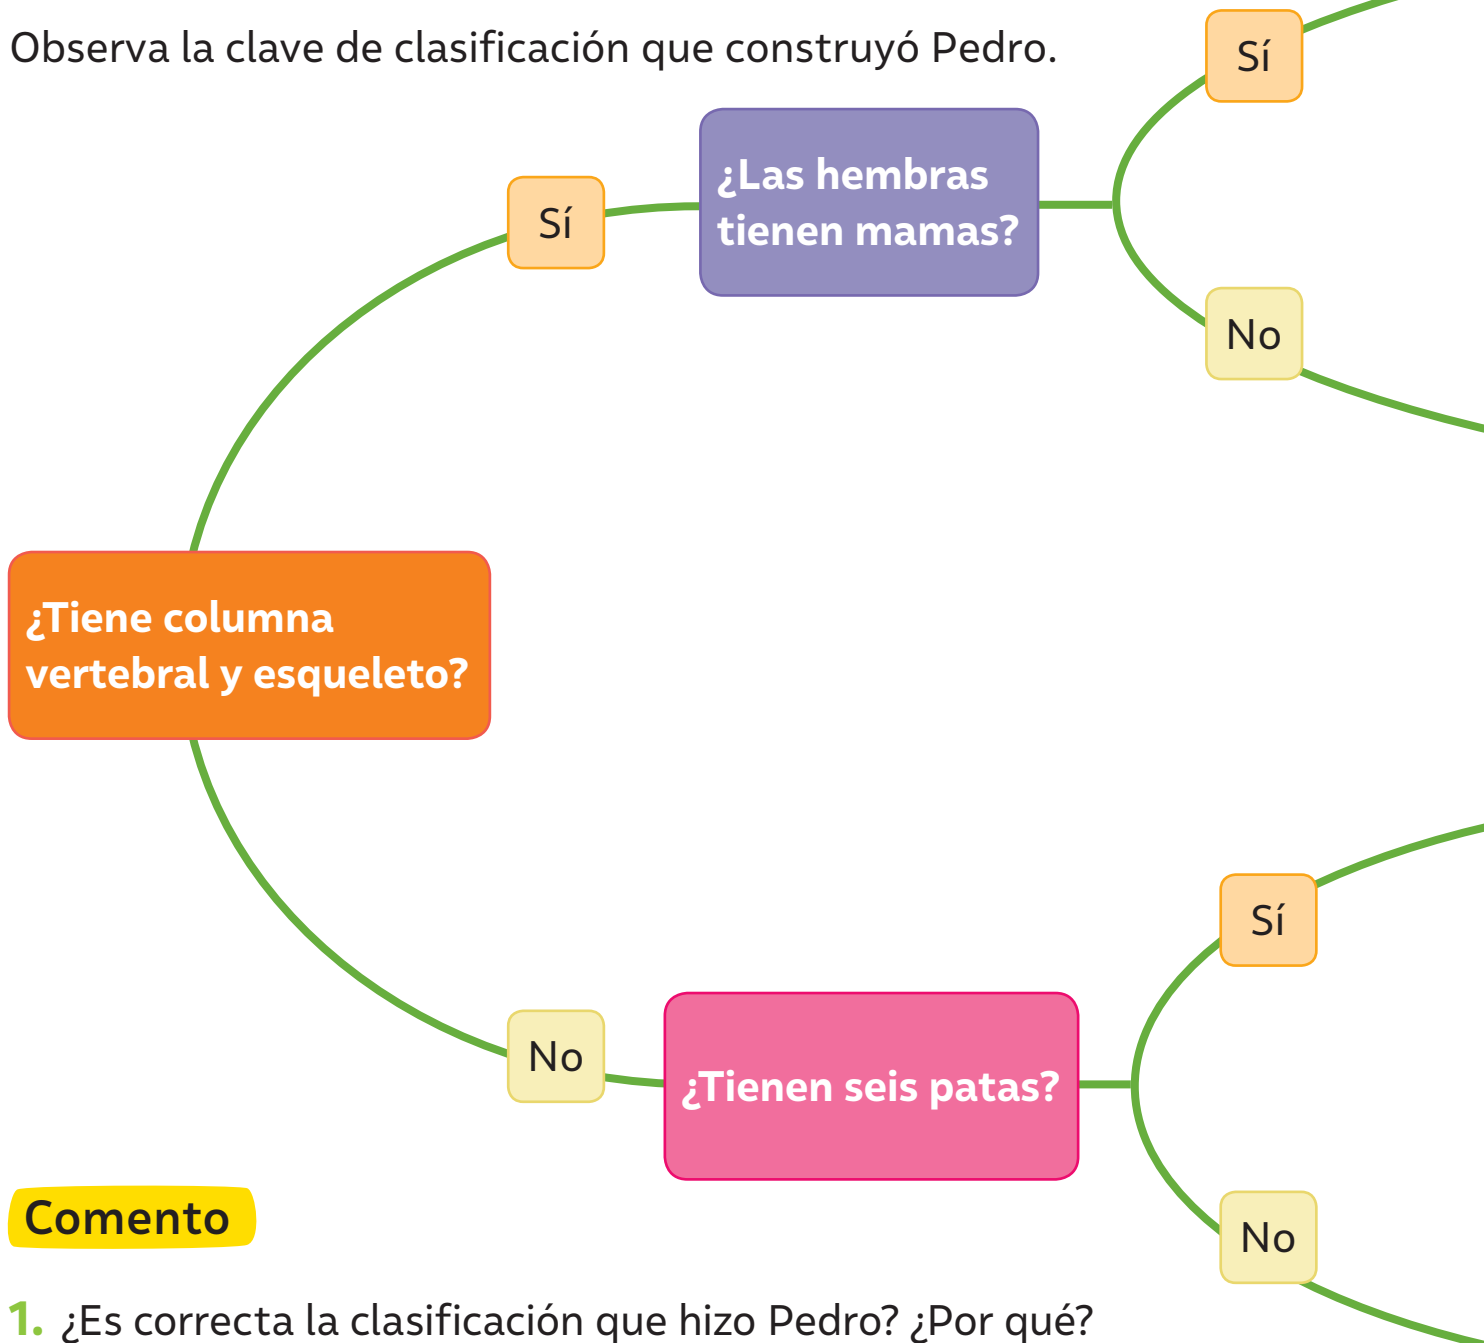 Observa la clave de clasificación que construyó Pedro.
Sí
¿Las hembras
tienen mamas?
Sí
No
¿Tiene columna
vertebral y esqueleto?
Sí
No
¿Tienen seis patas?
No
Comento
1. ¿Es correcta la clasificación que hizo Pedro? ¿Por qué?